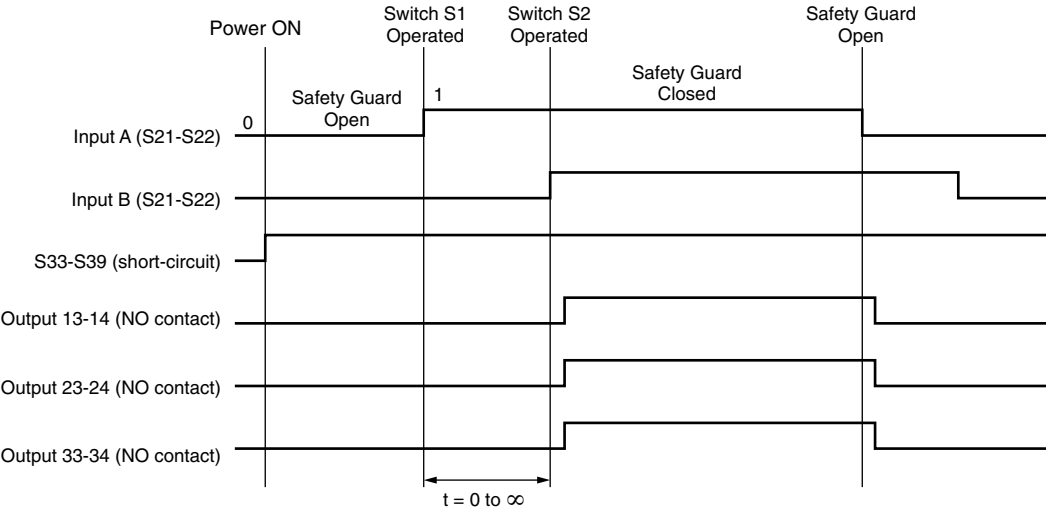 Power ON
Switch S1
Operated
Switch S2
Operated
Safety Guard
Open
Safety Guard
Open
Safety Guard
Closed
0
1
Input A (S21-S22)
Input B (S21-S22)
S33-S39 (short-circuit)
Output 13-14 (NO contact)
Output 23-24 (NO contact)
Output 33-34 (NO contact)
t = 0 to ∞